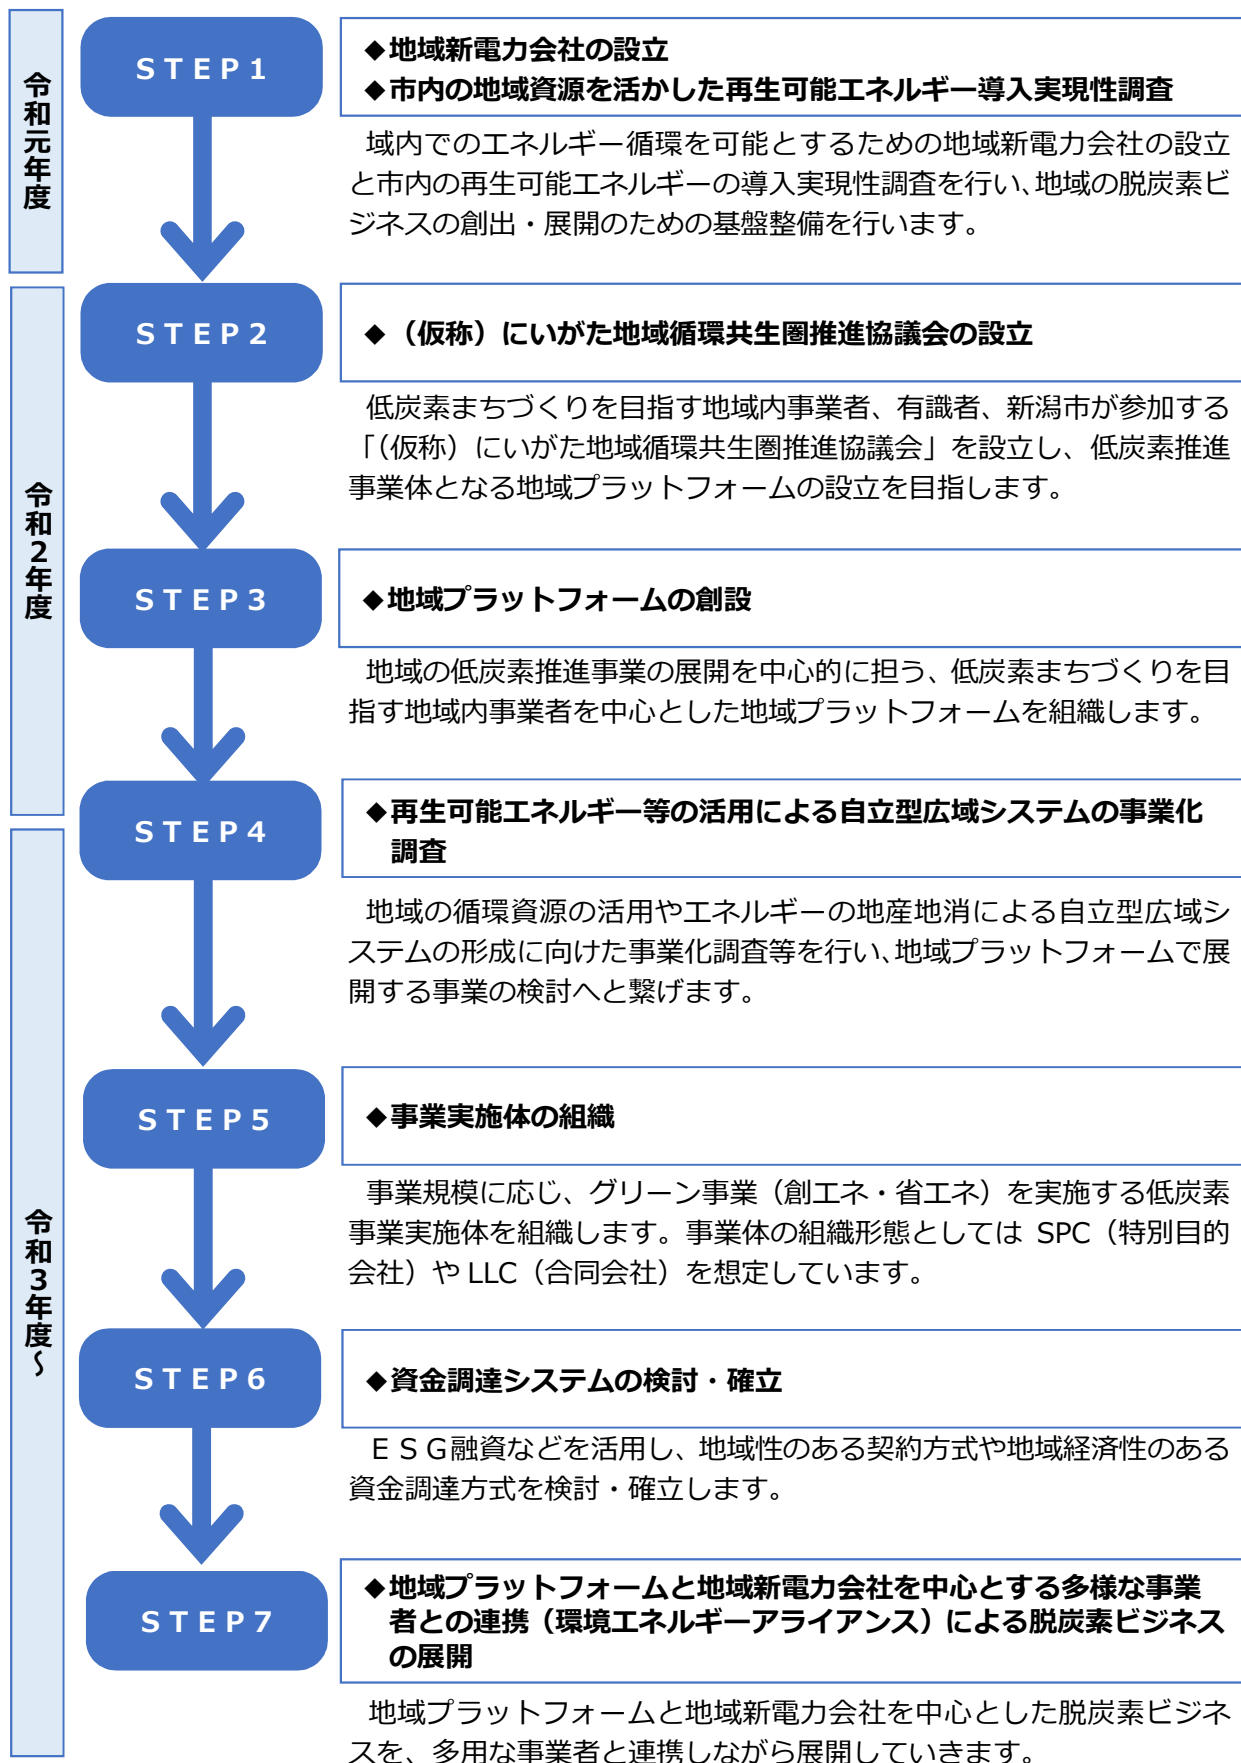 令和元年度
STEP1
◆地域新電力会社の設立
◆市内の地域資源を活かした再生可能エネルギー導入実現性調査
域内でのエネルギー循環を可能とするための地域新電力会社の設立
と市内の再生可能エネルギーの導入実現性調査を行い、地域の脱炭素ビ
ジネスの創出・展開のための基盤整備を行います。
令和2年度
STEP2
◆（仮称）にいがた地域循環共生圏推進協議会の設立
低炭素まちづくりを目指す地域内事業者、有識者、新潟市が参加する
「（仮称）にいがた地域循環共生圏推進協議会」を設立し、低炭素推進
事業体となる地域プラットフォームの設立を目指します。
STEP3
◆地域プラットフォームの創設
地域の低炭素推進事業の展開を中心的に担う、低炭素まちづくりを目
指す地域内事業者を中心とした地域プラットフォームを組織します。
令和3年度～
STEP4
◆再生可能エネルギー等の活用による自立型広域システムの事業化
調査
地域の循環資源の活用やエネルギーの地産地消による自立型広域シ
ステムの形成に向けた事業化調査等を行い、地域プラットフォームで展
開する事業の検討へと繋げます。
STEP5
◆事業実施体の組織
事業規模に応じ、グリーン事業（創エネ・省エネ）を実施する低炭素
事業実施体を組織します。事業体の組織形態としては SPC（特別目的
会社）や LLC（合同会社）を想定しています。
STEP6
◆資金調達システムの検討・確立
ＥＳＧ融資などを活用し、地域性のある契約方式や地域経済性のある
資金調達方式を検討・確立します。
STEP7
◆地域プラットフォームと地域新電力会社を中心とする多様な事業
者との連携（環境エネルギーアライアンス）による脱炭素ビジネス
の展開
地域プラットフォームと地域新電力会社を中心とした脱炭素ビジネ
スを、多用な事業者と連携しながら展開していきます。